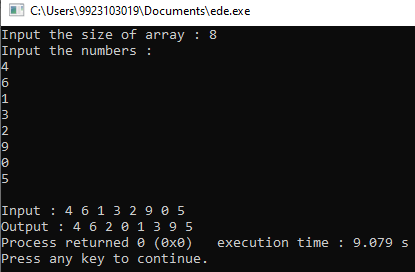 C:\Users\9923103019\Documents\ede.exe
Input the size of array : 8
Input the numbers :
4
6
1
3
2
9
0
5
Input : 4 6 1 3 2 9 0 5
Output : 4 6 2 0 1 3 9 5
Process returned 0 (0x0)   execution time : 9.079 s
Press any key to continue.